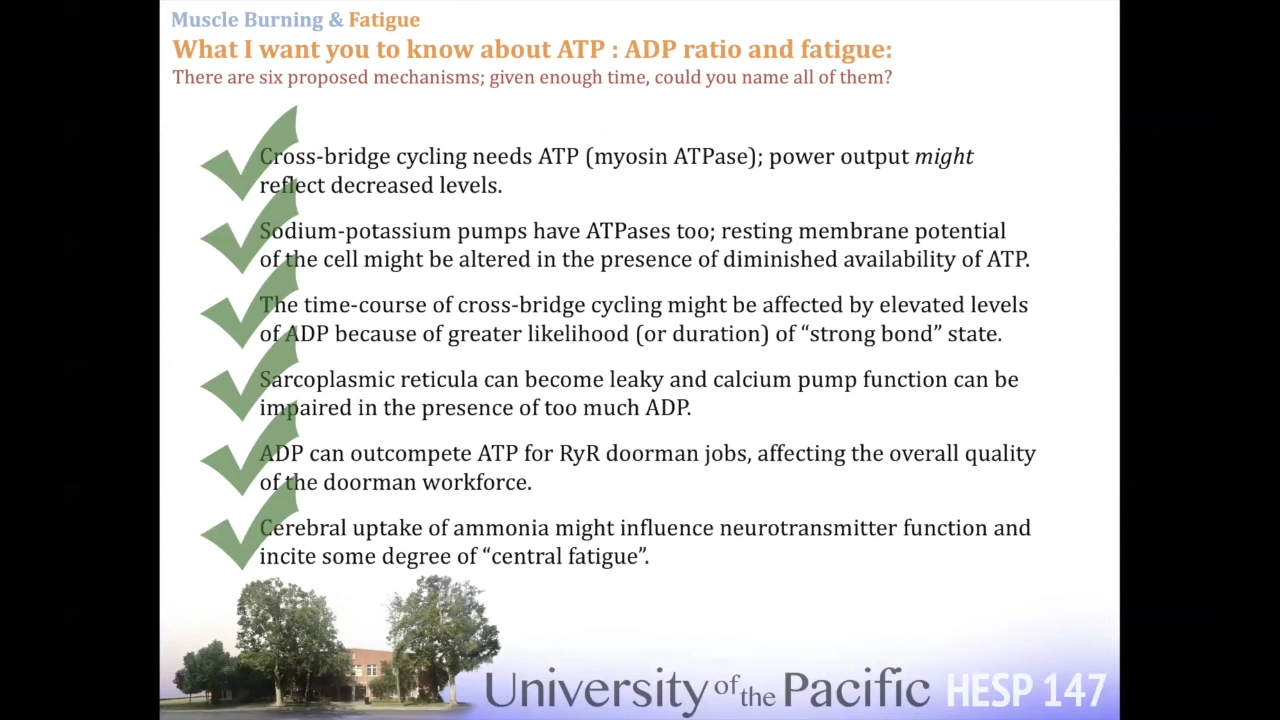 Muscle Burning & Fatigue
What I want you to know about ATP : ADP ratio and fatigue:
There are six proposed mechanisms; given enough time, could you name all of them?
Cross-bridge cycling needs ATP (myosin ATPase); power output might
reflect decreased levels.
Sodium-potassium pumps have ATPases too; resting membrane potential
of the cell might be altered in the presence of diminished availability of ATP.
The time-course of cross-bridge cycling might be affected by elevated levels
of ADP because of greater likelihood (or duration) of “strong bond” state.
Sarcoplasmic reticula can become leaky and calcium pump function can be
impaired in the presence of too much ADP.
ADP can outcompete ATP for RyR doorman jobs, affecting the overall quality
of the doorman workforce.
Cerebral uptake of ammonia might influence neurotransmitter function and
incite some degree of “central fatigue”.
University of the Pacific HESP 147